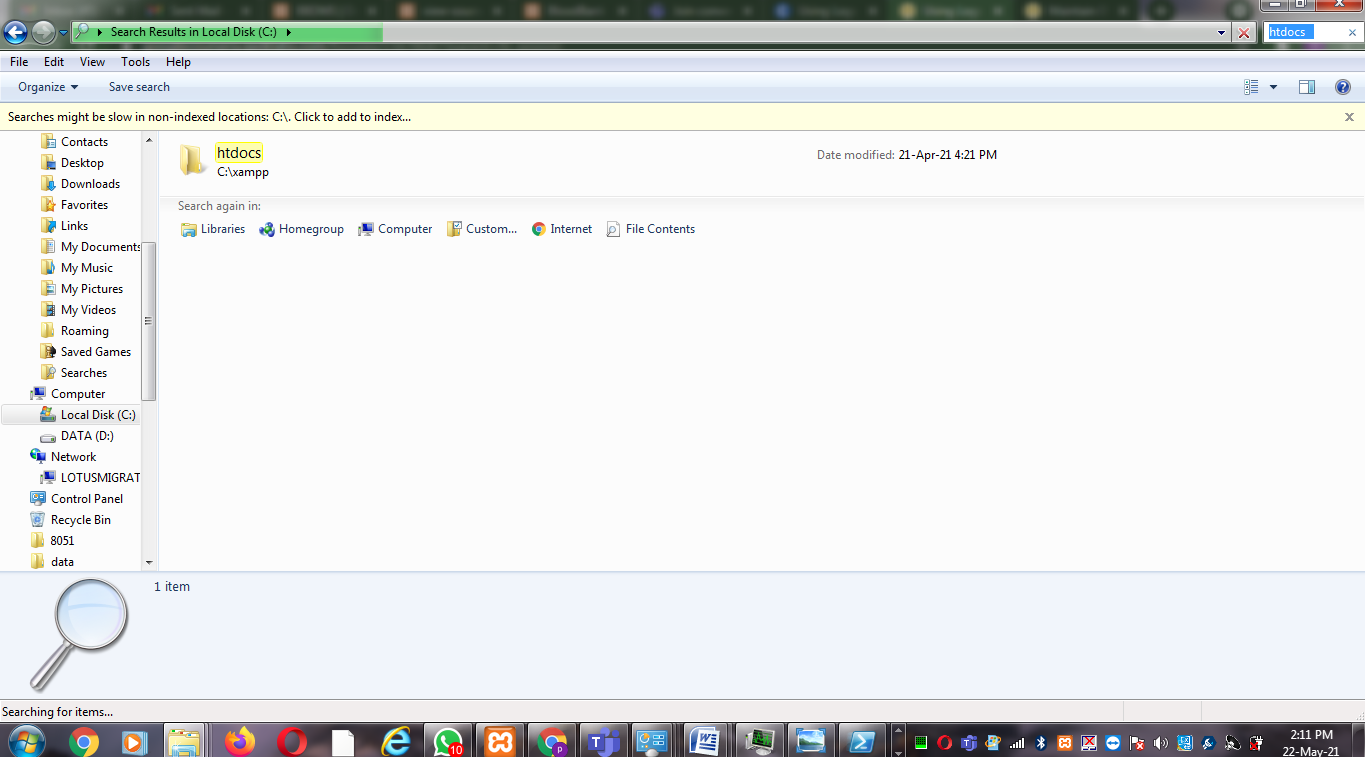 Search Results in Local Disk (C:)
htdocs
File Edit View Tools Help
Organize Save search
Searches might be slow in non-indexed locations: C:\. Click to add to index...
Contacts
Desktop
Downloads
Favorites
Links
My Documents
My Music
My Pictures
My Videos
Roaming
Saved Games
Searches
Computer
Local Disk (C:)
DATA (D:)
Network
LOTUSMIGRAT
Control Panel
Recycle Bin
8051
data
htdocs
C:\xampp
Date modified: 21-Apr-21 4:21 PM
Search again in:
Libraries Homegroup Computer Custom... Internet File Contents
1 item
Searching for items...
10
p
2:11 PM
22-May-21